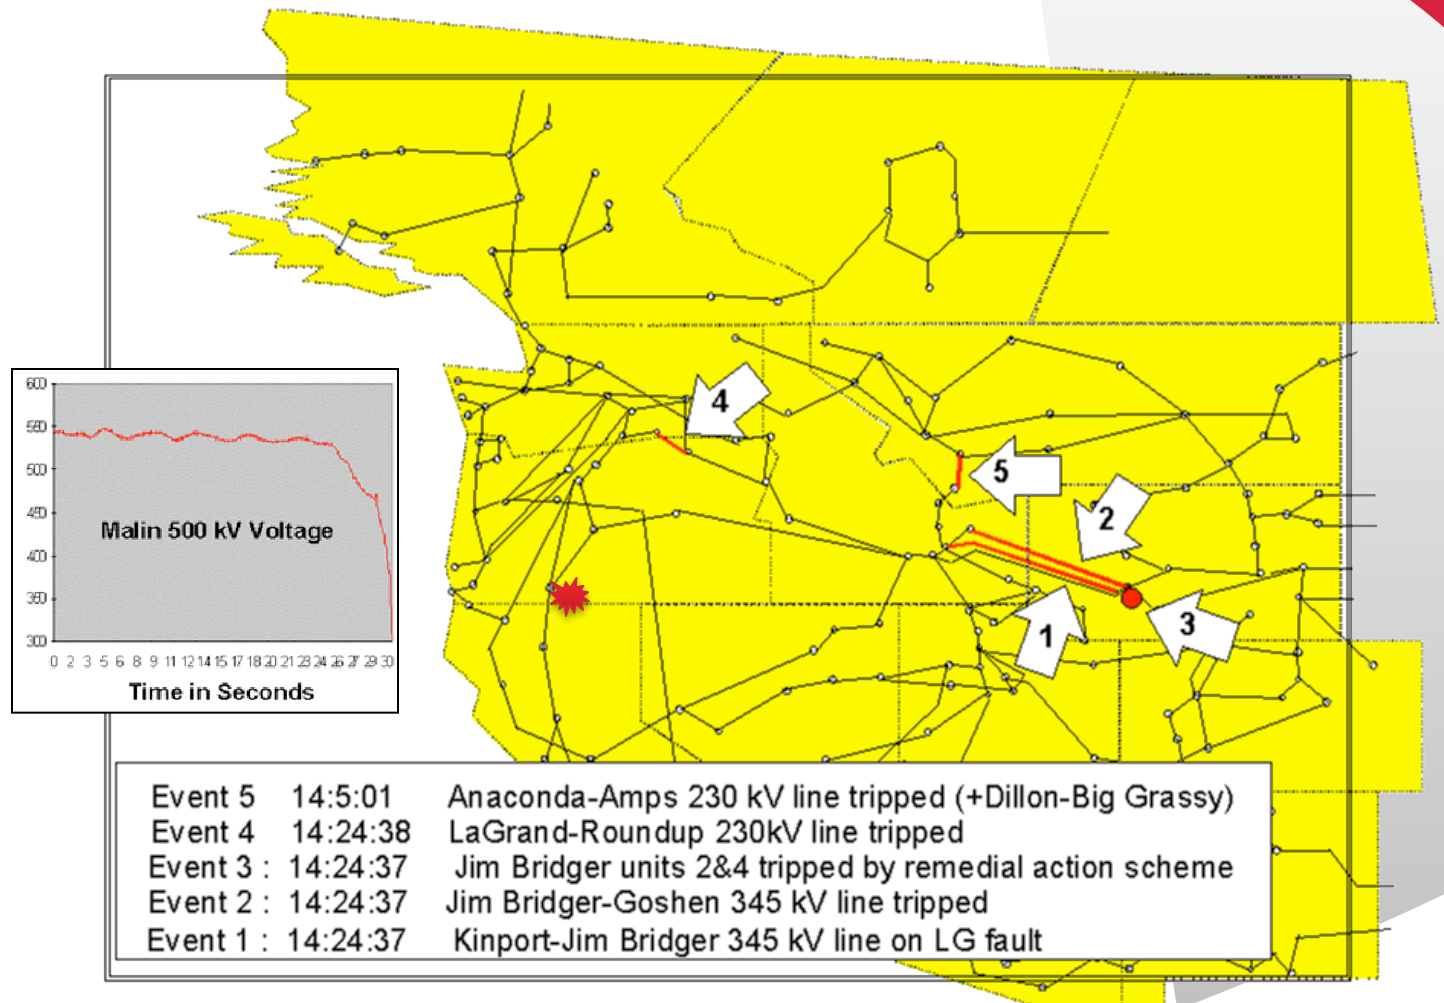 600
550
500
450
400
350
300
Malin 500 kV Voltage
0 2 3 5 6 8 9 11 12 14 15 17 18 20 21 23 24 26 27 29 30
Time in Seconds
4
5
2
1
3
Event 5 14:5:01 Anaconda-Amps 230 kV line tripped (+Dillon-Big Grassy)
Event 4 14:24:38 LaGrand-Roundup 230kV line tripped
Event 3 : 14:24:37 Jim Bridger units 2&4 tripped by remedial action scheme
Event 2 : 14:24:37 Jim Bridger-Goshen 345 kV line tripped
Event 1 : 14:24:37 Kinport-Jim Bridger 345 kV line on LG fault